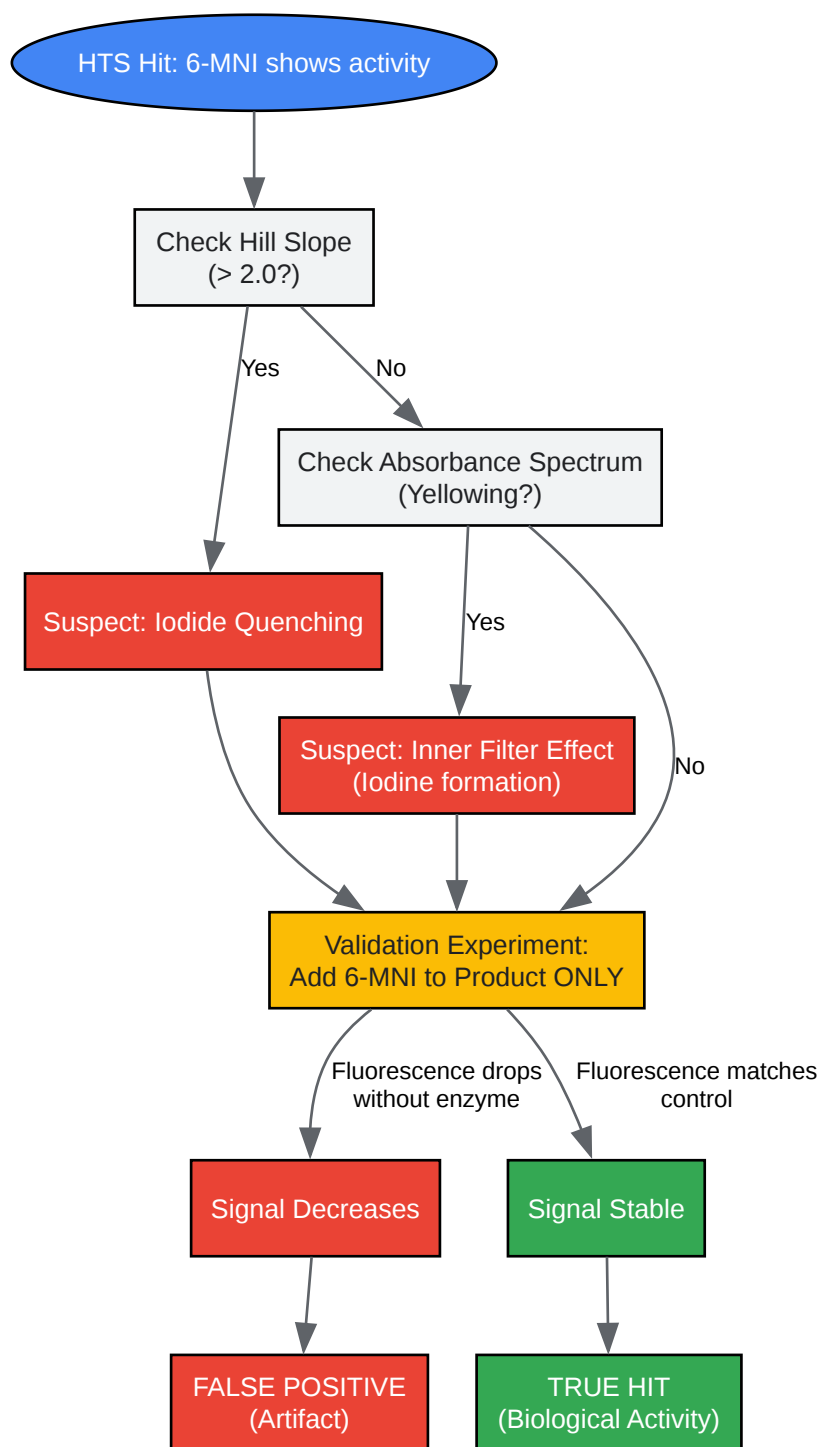 HTS Hit: 6-MNI shows activity
Check Hill Slope
(> 2.0?)
Yes
No
Check Absorbance Spectrum
(Yellowing?)
Suspect: Iodide Quenching
Yes
Suspect: Inner Filter Effect
(Iodine formation)
No
Validation Experiment:
Add 6-MNI to Product ONLY
Fluorescence drops
without enzyme
Fluorescence matches
control
Signal Decreases
Signal Stable
FALSE POSITIVE
(Artifact)
TRUE HIT
(Biological Activity)